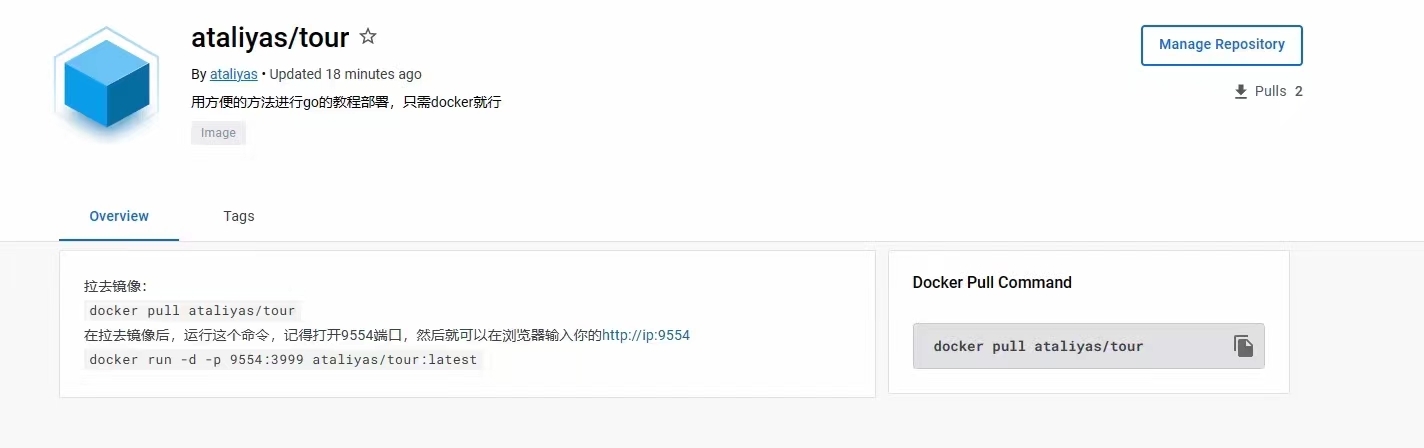 ataliyas/tour
Manage Repository
By ataliyas • Updated 18 minutes ago
Pulls 2
用方便的方法进行go的教程部署，只需docker就行
Image
Overview
Tags
拉去镜像：
docker pull ataliyas/tour
在拉去镜像后，运行这个命令，记得打开9554端口，然后就可以在浏览器输入你的http://ip:9554
docker run -d -p 9554:3999 ataliyas/tour:latest
Docker Pull Command
docker pull ataliyas/tour